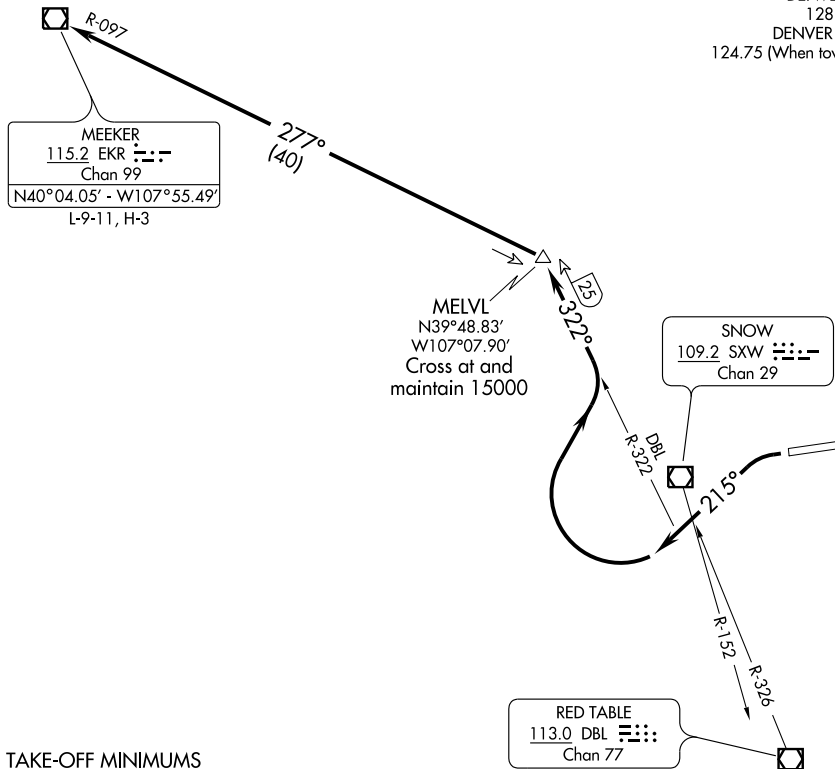 128
DENVER
124.75 (When tow
R-097
MEEKER
115.2 EKR
Chan 99
N40°04.05' - W107°55.49'
L-9-11, H-3
277°
(40)
MELVL
N39°48.83'
W107°07.90'
Cross at and
maintain 15000
25
322°
SNOW
109.2 SXW
Chan 29
DBL
R-322
215°
R-152
R-326
RED TABLE
113.0 DBL
Chan 77
TAKE-OFF MINIMUMS